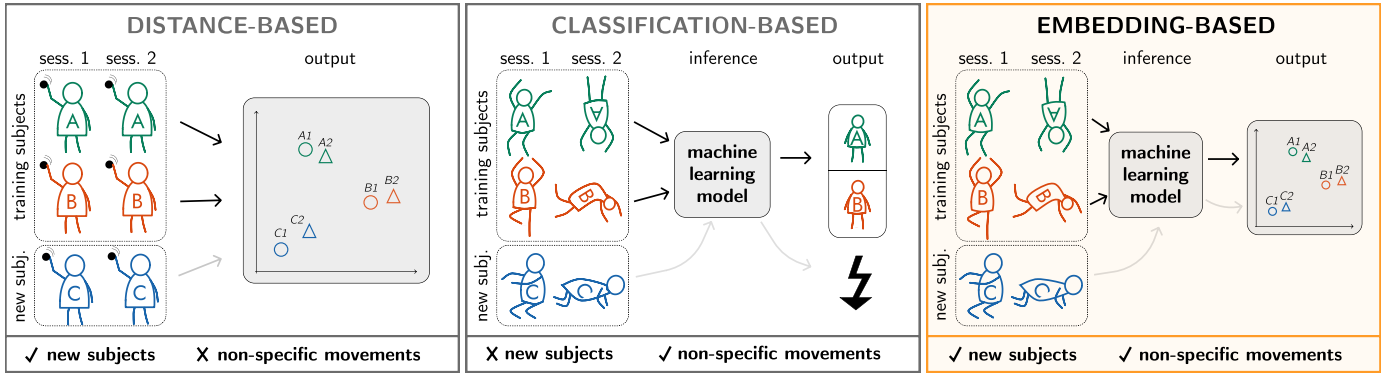 DISTANCE-BASED
sess. 1 sess. 2 output
training subjects
A A
B B
new subj.
C C
A1
A2
B1
B2
C1
C2
✓ new subjects ✗ non-specific movements
CLASSIFICATION-BASED
sess. 1 sess. 2 inference output
training subjects
A A
B B
new subj.
C C
machine
learning
model
A
B
✗ new subjects ✓ non-specific movements
EMBEDDING-BASED
sess. 1 sess. 2 inference output
training subjects
A A
B B
new subj.
C C
machine
learning
model
A1
A2
B1
B2
C1
C2
✓ new subjects ✓ non-specific movements